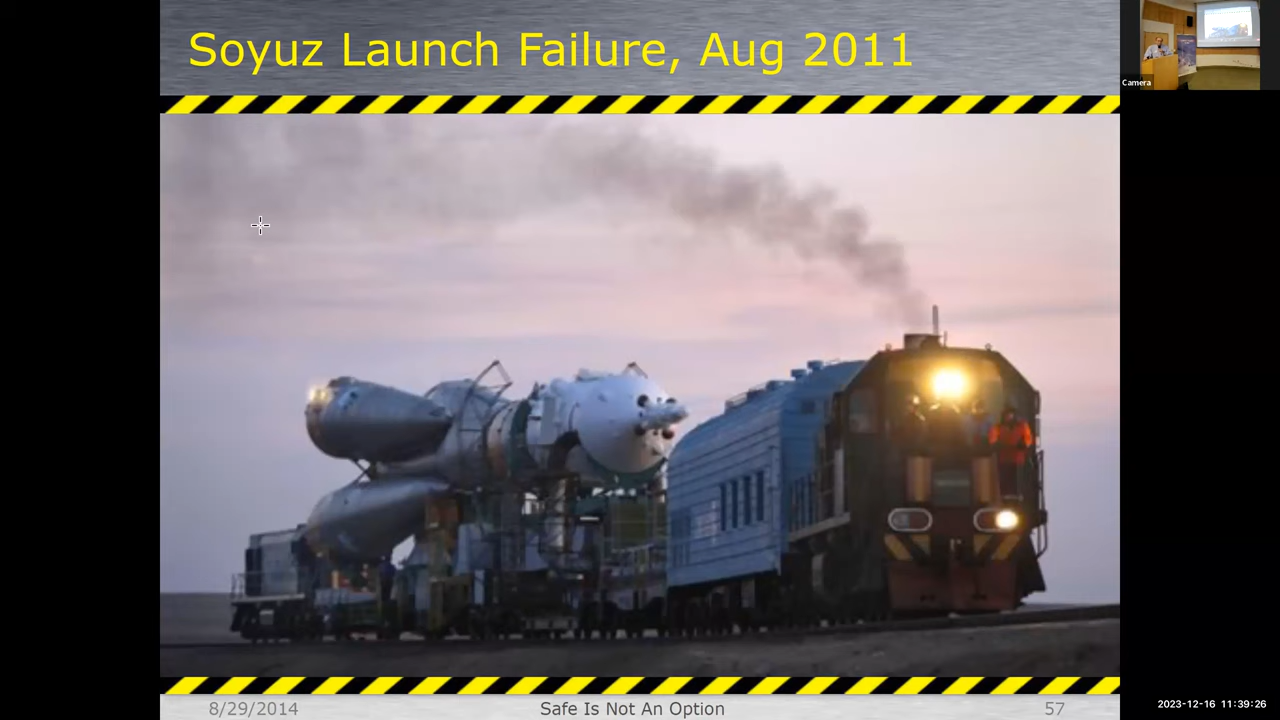 Soyuz Launch Failure, Aug 2011
Camera
8/29/2014
Safe Is Not An Option
57
2023-12-16 11:39:26